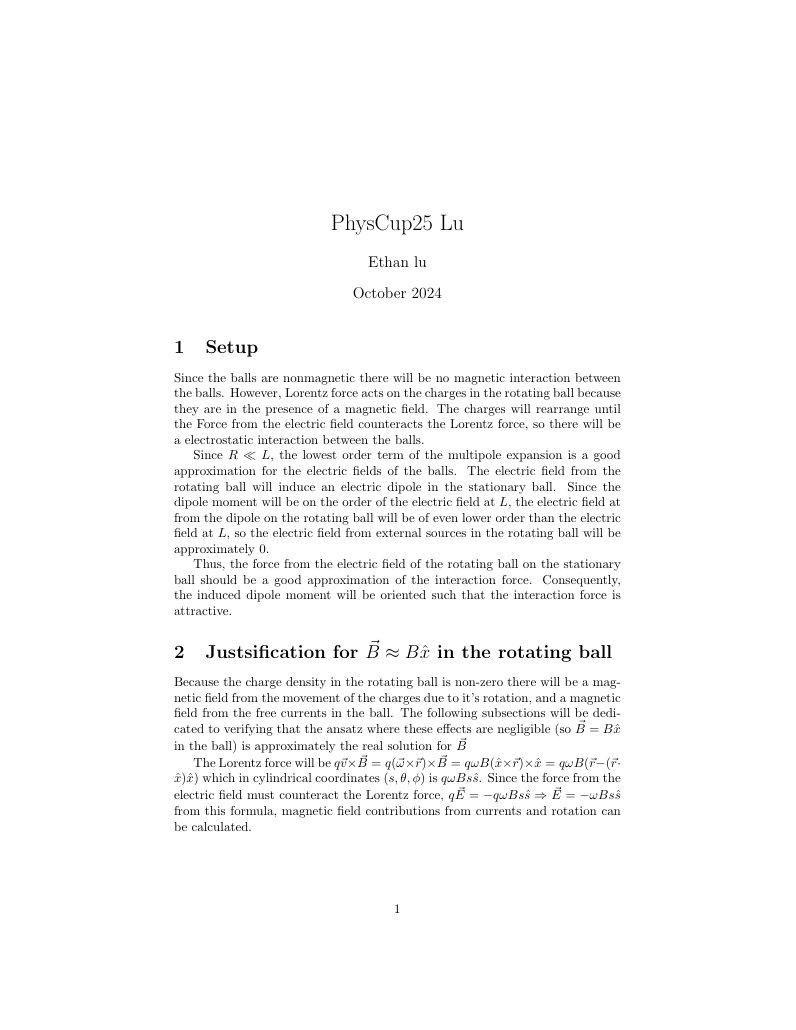 PhysCup25 Lu
Ethan lu
October 2024
1 Setup
Since the balls are nonmagnetic there will be no magnetic interaction between
the balls. However, Lorentz force acts on the charges in the rotating ball because
they are in the presence of a magnetic field. The charges will rearrange until
the Force from the electric field counteracts the Lorentz force, so there will be
a electrostatic interaction between the balls.
Since R ≪ L, the lowest order term of the multipole expansion is a good
approximation for the electric fields of the balls. The electric field from the
rotating ball will induce an electric dipole in the stationary ball. Since the
dipole moment will be on the order of the electric field at L, the electric field at
from the dipole on the rotating ball will be of even lower order than the electric
field at L, so the electric field from external sources in the rotating ball will be
approximately 0.
Thus, the force from the electric field of the rotating ball on the stationary
ball should be a good approximation of the interaction force. Consequently,
the induced dipole moment will be oriented such that the interaction force is
attractive.
2 Justsification for B⃗ ≈ Bx̂ in the rotating ball
Because the charge density in the rotating ball is non-zero there will be a mag-
netic field from the movement of the charges due to it's rotation, and a magnetic
field from the free currents in the ball. The following subsections will be dedi-
cated to verifying that the ansatz where these effects are negligible (so B⃗ = Bx̂
in the ball) is approximately the real solution for B⃗
The Lorentz force will be qv⃗×B⃗ = q(ω⃗×r⃗)×B⃗ = qωB(x̂×r⃗)×x̂ = qωB(r⃗−(r⃗·
x̂)x̂) which in cylindrical coordinates (s, θ, ϕ) is qωBsŝ. Since the force from the
electric field must counteract the Lorentz force, qE⃗ = −qωBsŝ ⇒ E⃗ = −ωBsŝ
from this formula, magnetic field contributions from currents and rotation can
be calculated.
1